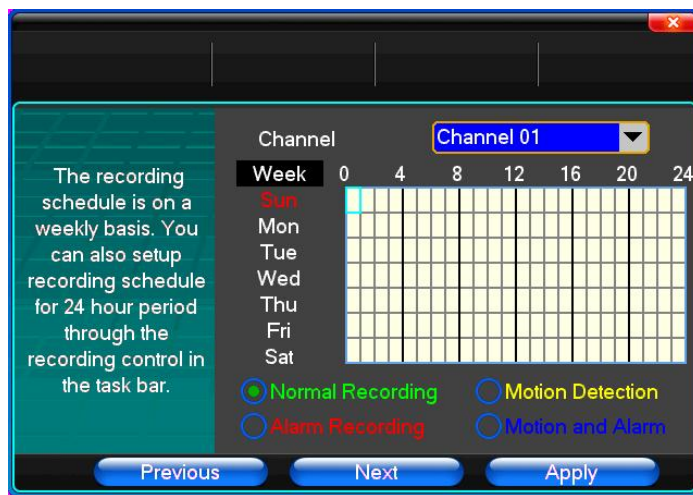 Channel
Channel 01
The recording
schedule is on a
weekly basis. You
can also setup
recording schedule
for 24 hour period
through the
recording control in
the task bar.
Week 0 4 8 12 16 20 24
Sun
Mon
Tue
Wed
Thu
Fri
Sat
Normal Recording
Motion Detection
Alarm Recording
Motion and Alarm
Previous
Next
Apply